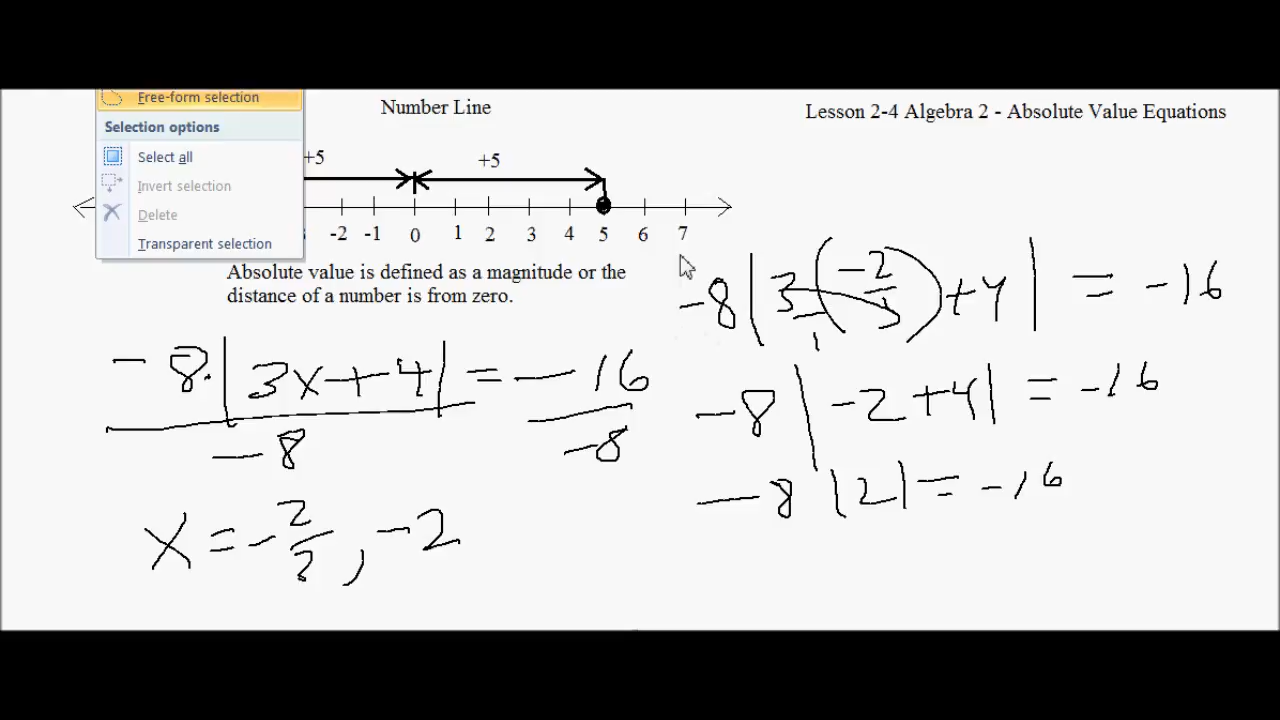 Free-form selection
Selection options
Select all
Invert selection
Delete
Transparent selection
Number Line
Lesson 2-4 Algebra 2 - Absolute Value Equations
+5 +5
-2 -1 0 1 2 3 4 5 6 7
Absolute value is defined as a magnitude or the
distance of a number is from zero.
-8·|3x+4| = -16
-8 -8
x = -2/3, -2
-8|3/1(-2/3)+4| = -16
-8|-2+4| = -16
-8|2| = -16